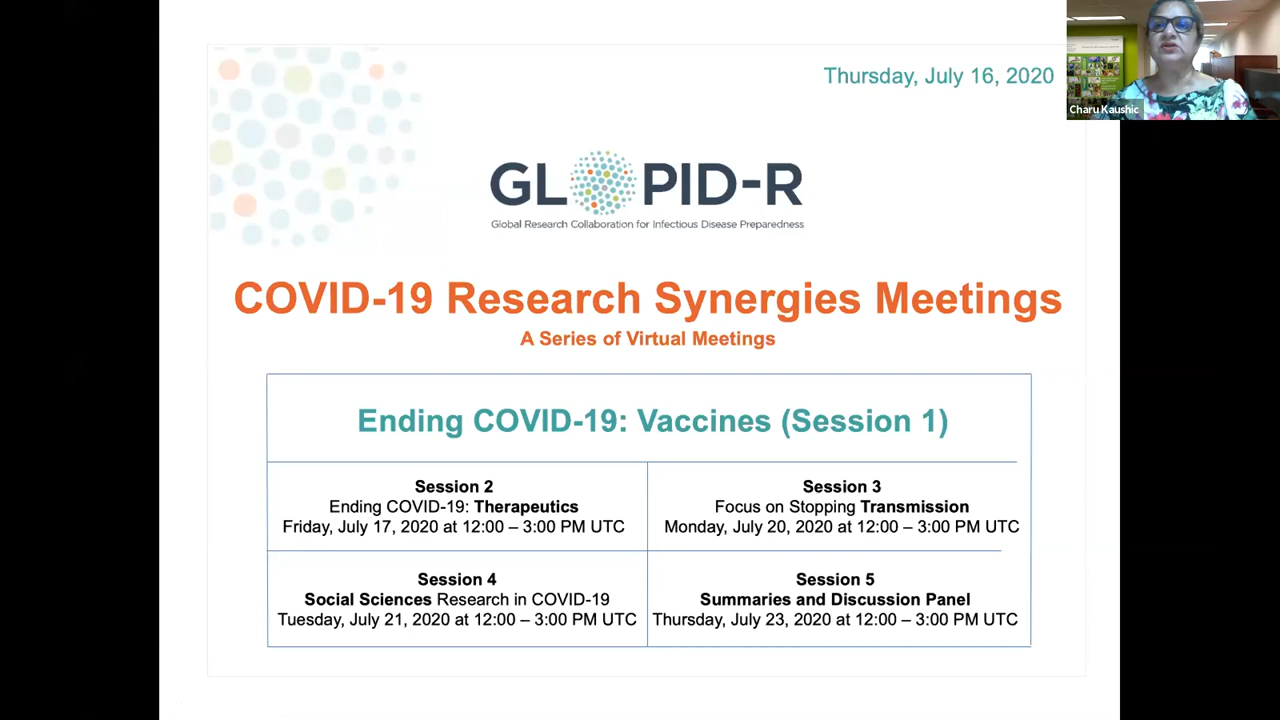 Thursday, July 16, 2020
Charu Kaushic
GLOPID-R
Global Research Collaboration for Infectious Disease Preparedness
COVID-19 Research Synergies Meetings
A Series of Virtual Meetings
Ending COVID-19: Vaccines (Session 1)
Session 2
Ending COVID-19: Therapeutics
Friday, July 17, 2020 at 12:00 – 3:00 PM UTC
Session 3
Focus on Stopping Transmission
Monday, July 20, 2020 at 12:00 – 3:00 PM UTC
Session 4
Social Sciences Research in COVID-19
Tuesday, July 21, 2020 at 12:00 – 3:00 PM UTC
Session 5
Summaries and Discussion Panel
Thursday, July 23, 2020 at 12:00 – 3:00 PM UTC